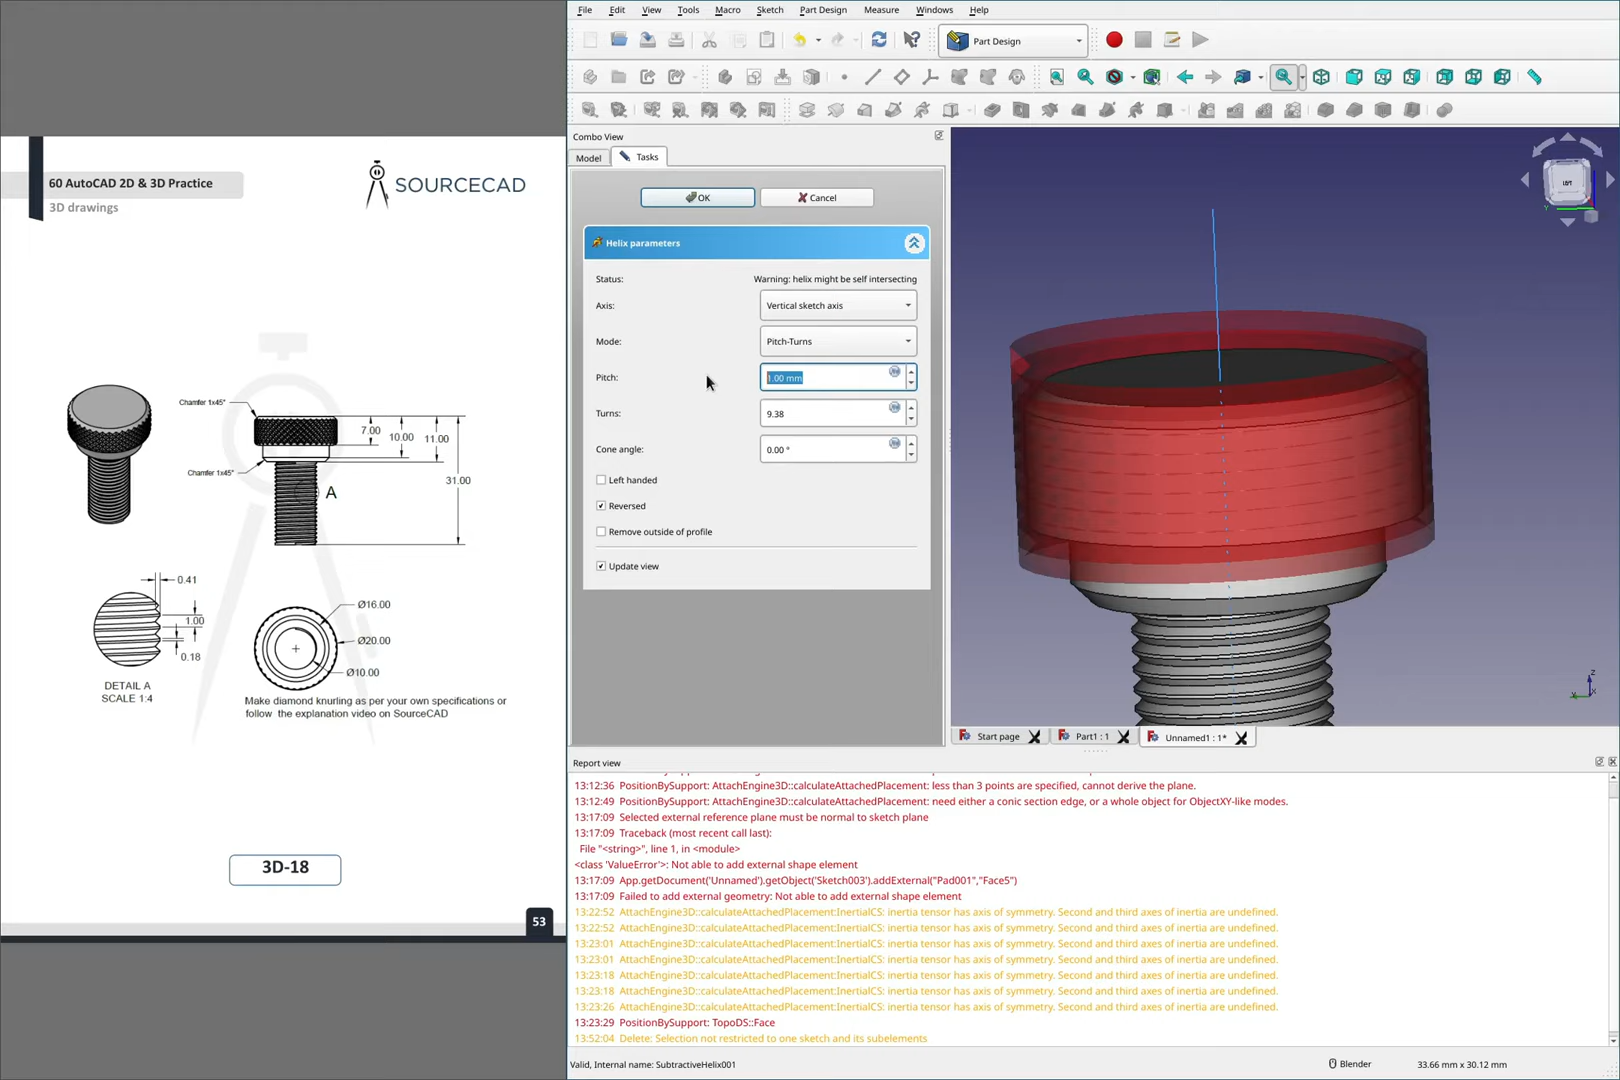 File Edit View Tools Macro Sketch Part Design Measure Windows Help
Part Design
60 AutoCAD 2D & 3D Practice
3D drawings
SOURCECAD
Chamfer 1x45°
7.00
10.00
11.00
Chamfer 1x45°
31.00
A
0.41
1.00
0.18
DETAIL A
SCALE 1:4
Ø16.00
Ø20.00
Ø10.00
Make diamond knurling as per your own specifications or
follow the explanation video on SourceCAD
3D-18
53
Combo View
Model Tasks
OK Cancel
Helix parameters
Status: Warning: helix might be self intersecting
Axis: Vertical sketch axis
Mode: Pitch-Turns
Pitch: 1.00 mm
Turns: 9.38
Cone angle: 0.00 °
Left handed
Reversed
Remove outside of profile
Update view
LEFT
Y
Z
Y X
Start page Part1 : 1 Unnamed1 : 1*
Report view
13:12:36 PositionBySupport: AttachEngine3D::calculateAttachedPlacement: less than 3 points are specified, cannot derive the plane.
13:12:49 PositionBySupport: AttachEngine3D::calculateAttachedPlacement: need either a conic section edge, or a whole object for ObjectXY-like modes.
13:17:09 Selected external reference plane must be normal to sketch plane
13:17:09 Traceback (most recent call last):
File "<string>", line 1, in <module>
<class 'ValueError'>: Not able to add external shape element
13:17:09 App.getDocument('Unnamed').getObject('Sketch003').addExternal("Pad001","Face5")
13:17:09 Failed to add external geometry: Not able to add external shape element
13:22:52 AttachEngine3D::calculateAttachedPlacement:InertialCS: inertia tensor has axis of symmetry. Second and third axes of inertia are undefined.
13:22:52 AttachEngine3D::calculateAttachedPlacement:InertialCS: inertia tensor has axis of symmetry. Second and third axes of inertia are undefined.
13:23:01 AttachEngine3D::calculateAttachedPlacement:InertialCS: inertia tensor has axis of symmetry. Second and third axes of inertia are undefined.
13:23:01 AttachEngine3D::calculateAttachedPlacement:InertialCS: inertia tensor has axis of symmetry. Second and third axes of inertia are undefined.
13:23:18 AttachEngine3D::calculateAttachedPlacement:InertialCS: inertia tensor has axis of symmetry. Second and third axes of inertia are undefined.
13:23:18 AttachEngine3D::calculateAttachedPlacement:InertialCS: inertia tensor has axis of symmetry. Second and third axes of inertia are undefined.
13:23:26 AttachEngine3D::calculateAttachedPlacement:InertialCS: inertia tensor has axis of symmetry. Second and third axes of inertia are undefined.
13:23:29 PositionBySupport: TopoDS::Face
13:52:04 Delete: Selection not restricted to one sketch and its subelements
Valid, Internal name: SubtractiveHelix001
Blender 33.66 mm x 30.12 mm